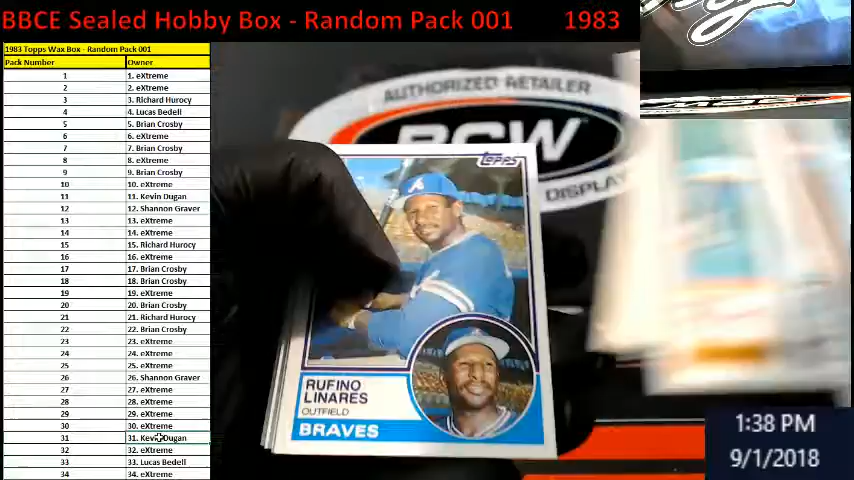 BBCE Sealed Hobby Box - Random Pack 001 1983
1983 Topps Wax Box - Random Pack 001
Pack Number Owner
1 1. eXtreme
2 2. eXtreme
3 3. Richard Hurocy
4 4. Lucas Bedell
5 5. Brian Crosby
6 6. eXtreme
7 7. Brian Crosby
8 8. eXtreme
9 9. Brian Crosby
10 10. eXtreme
11 11. Kevin Dugan
12 12. Shannon Graver
13 13. eXtreme
14 14. eXtreme
15 15. Richard Hurocy
16 16. eXtreme
17 17. Brian Crosby
18 18. Brian Crosby
19 19. eXtreme
20 20. Brian Crosby
21 21. Richard Hurocy
22 22. Brian Crosby
23 23. eXtreme
24 24. eXtreme
25 25. eXtreme
26 26. Shannon Graver
27 27. eXtreme
28 28. eXtreme
29 29. eXtreme
30 30. eXtreme
31 31. Kevin Dugan
32 32. eXtreme
33 33. Lucas Bedell
34 34. eXtreme
AUTHORIZED RETAILER
BCW
DISPLAY
Topps
RUFINO
LINARES
OUTFIELD
BRAVES
1:38 PM
9/1/2018